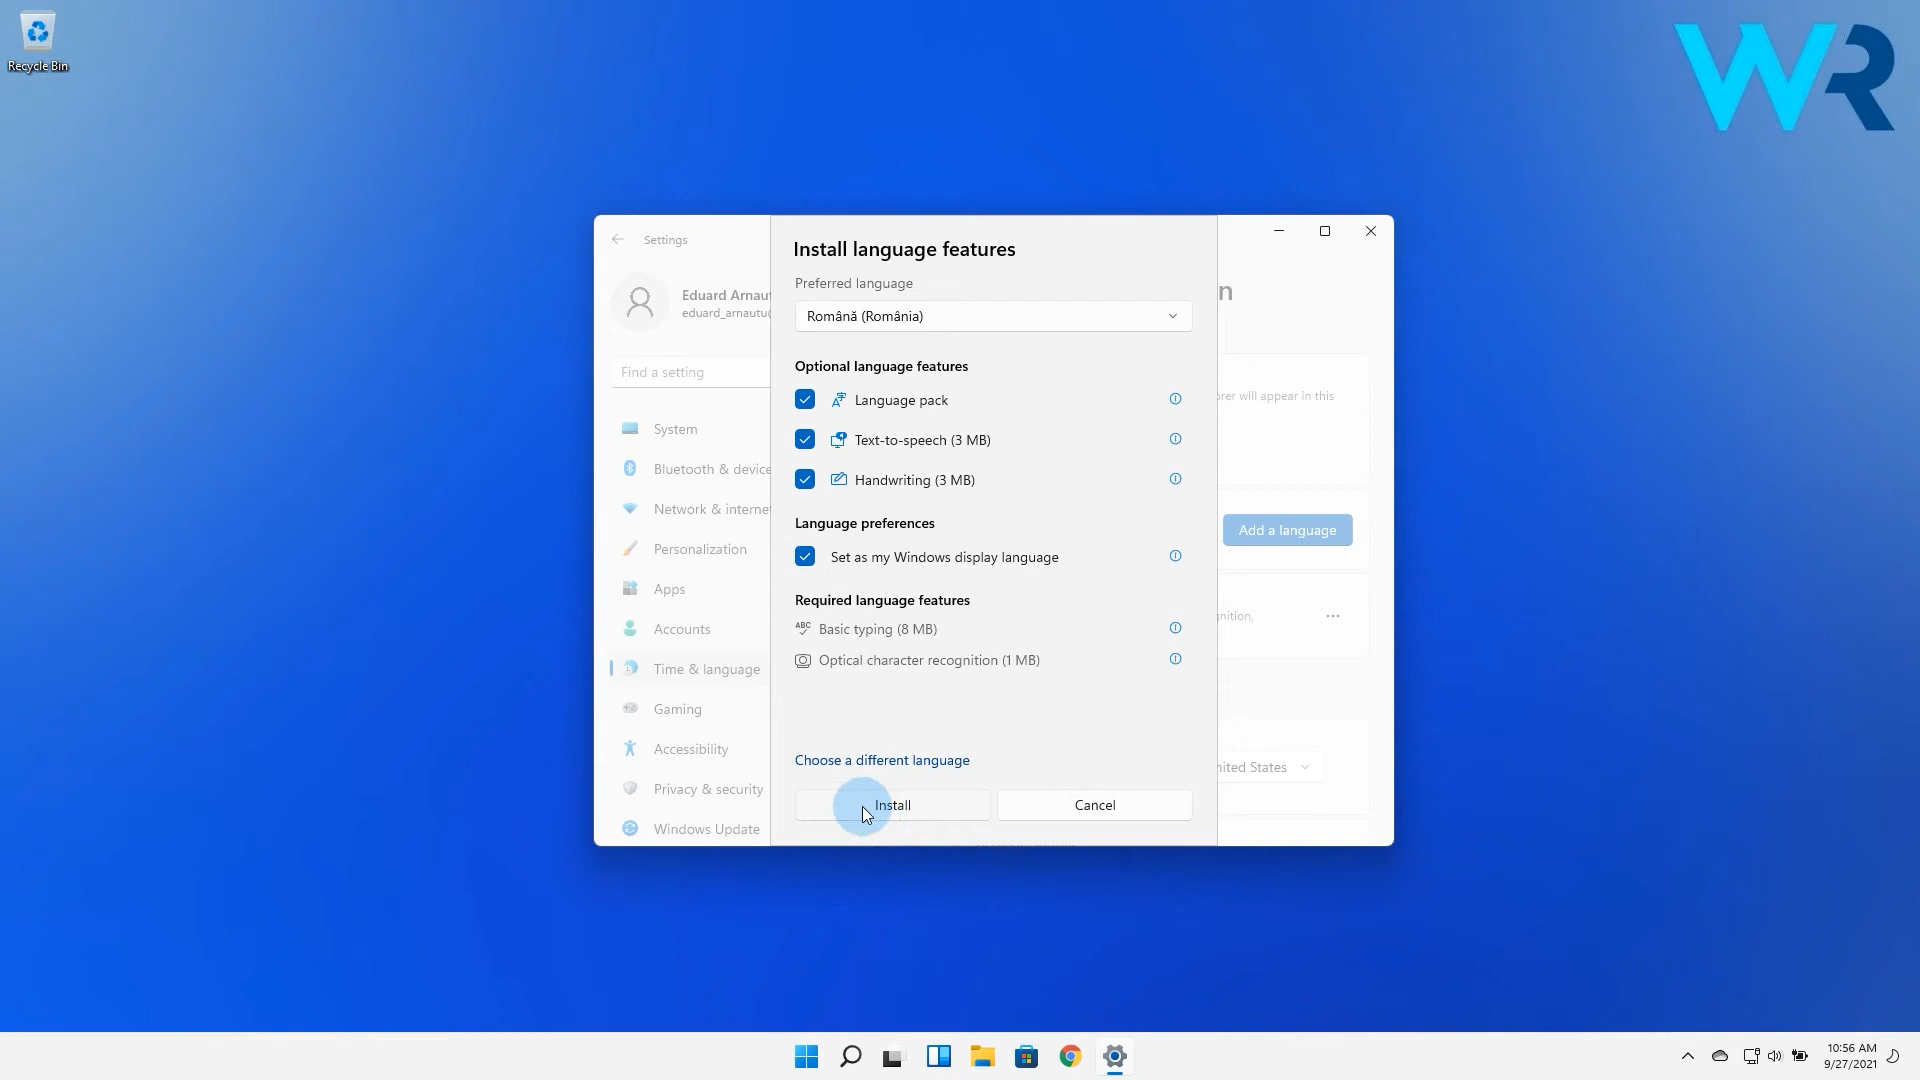 Recycle Bin
WR
Settings
Install language features
Eduard Arnaut
eduard_arnautu@
Preferred language
Română (România)
Find a setting
Optional language features
Language pack
Text-to-speech (3 MB)
Handwriting (3 MB)
rer will appear in this
System
Bluetooth & device
Network & internet
Personalization
Apps
Accounts
Time & language
Gaming
Accessibility
Privacy & security
Windows Update
Language preferences
Set as my Windows display language
Add a language
Required language features
ABC
Basic typing (8 MB)
Optical character recognition (1 MB)
gnition,
Choose a different language
nited States
Install
Cancel
10:56 AM
9/27/2021